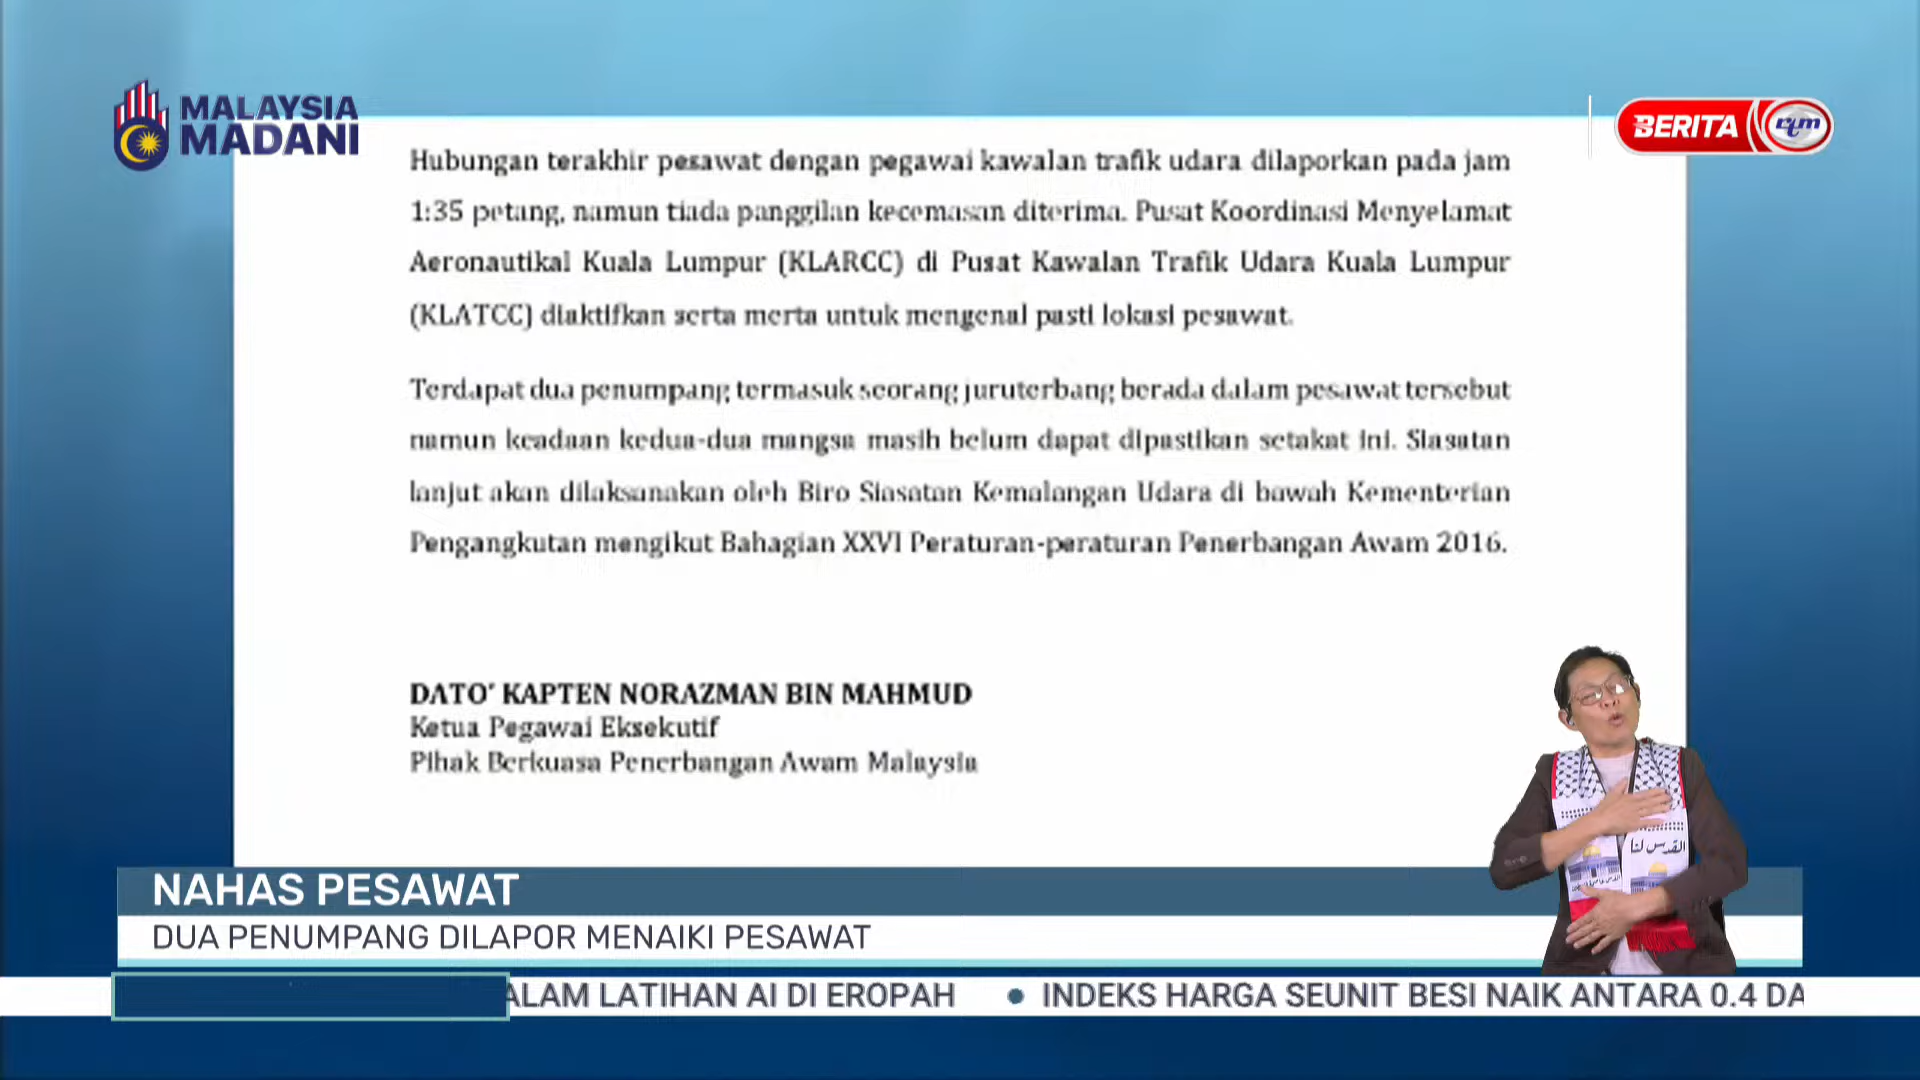 MALAYSIA
MADANI
BERITA rtm
Hubungan terakhir pesawat dengan pegawai kawalan trafik udara dilaporkan pada jam
1:35 petang, namun tiada panggilan kecemasan diterima. Pusat Koordinasi Menyelamat
Aeronautikal Kuala Lumpur (KLARCC) di Pusat Kawalan Trafik Udara Kuala Lumpur
(KLATCC) diaktifkan serta merta untuk mengenal pasti lokasi pesawat.
Terdapat dua penumpang termasuk seorang juruterbang berada dalam pesawat tersebut
namun keadaan kedua-dua mangsa masih belum dapat dipastikan setakat ini. Siasatan
lanjut akan dilaksanakan oleh Biro Siasatan Kemalangan Udara di bawah Kementerian
Pengangkutan mengikut Bahagian XXVI Peraturan-peraturan Penerbangan Awam 2016.
DATO' KAPTEN NORAZMAN BIN MAHMUD
Ketua Pegawai Eksekutif
Pihak Berkuasa Penerbangan Awam Malaysia
القدس لنا
NAHAS PESAWAT
DUA PENUMPANG DILAPOR MENAIKI PESAWAT
ALAM LATIHAN AI DI EROPAH • INDEKS HARGA SEUNIT BESI NAIK ANTARA 0.4 DA